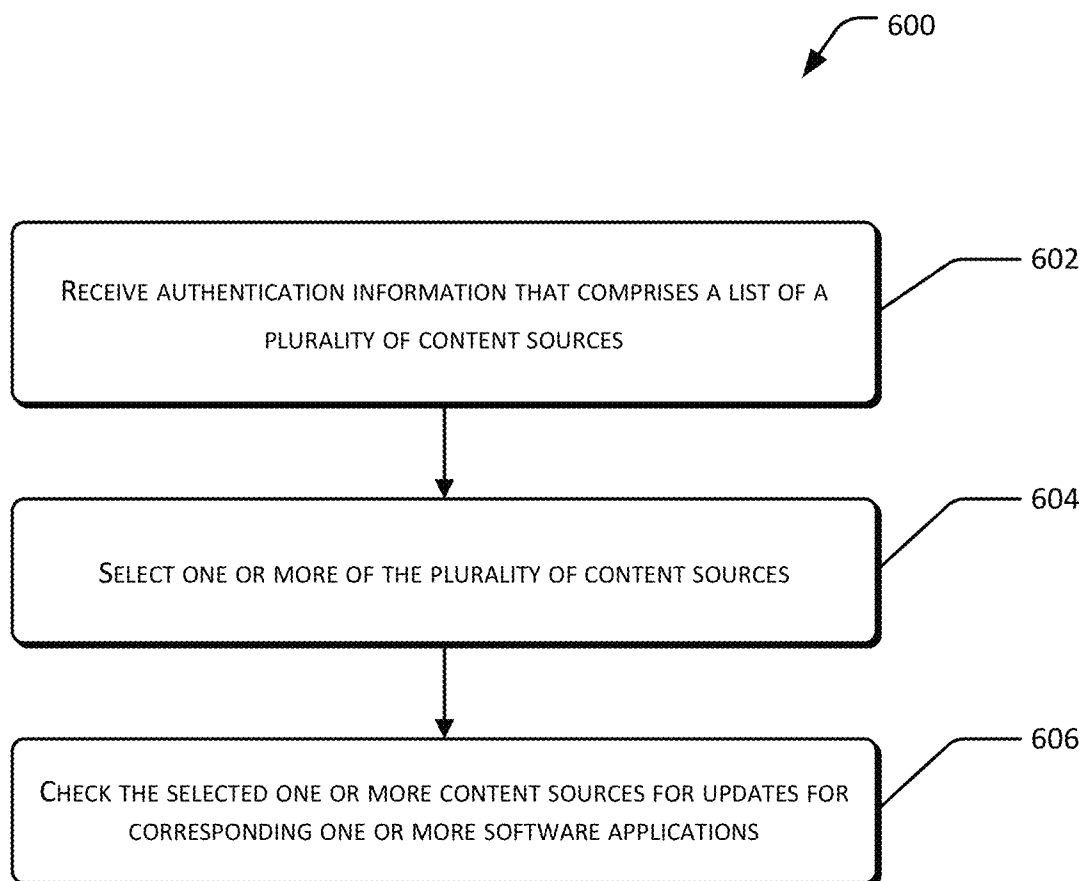 600
RECEIVE AUTHENTICATION INFORMATION THAT COMPRISES A LIST OF A
PLURALITY OF CONTENT SOURCES
602
SELECT ONE OR MORE OF THE PLURALITY OF CONTENT SOURCES
604
CHECK THE SELECTED ONE OR MORE CONTENT SOURCES FOR UPDATES FOR
CORRESPONDING ONE OR MORE SOFTWARE APPLICATIONS
606